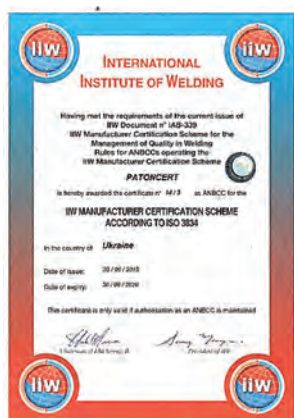 iiw iiw
INTERNATIONAL
INSTITUTE OF WELDING
Having met the requirements of the current issue of
IIW Document n° IAB-339
IIW Manufacturer Certification Scheme for the
Management of Quality in Welding
Rules for ANBCCs operating the
IIW Manufacturer Certification Scheme
PATONCERT
is hereby awarded the certificate n° as ANBCC for the
IIW MANUFACTURER CERTIFICATION SCHEME
ACCORDING TO ISO 3834
In the country of Ukraine
Date of issue:
Date of expiry:
This certificate is only valid if authorisation as an ANBCC is maintained
iiw iiw